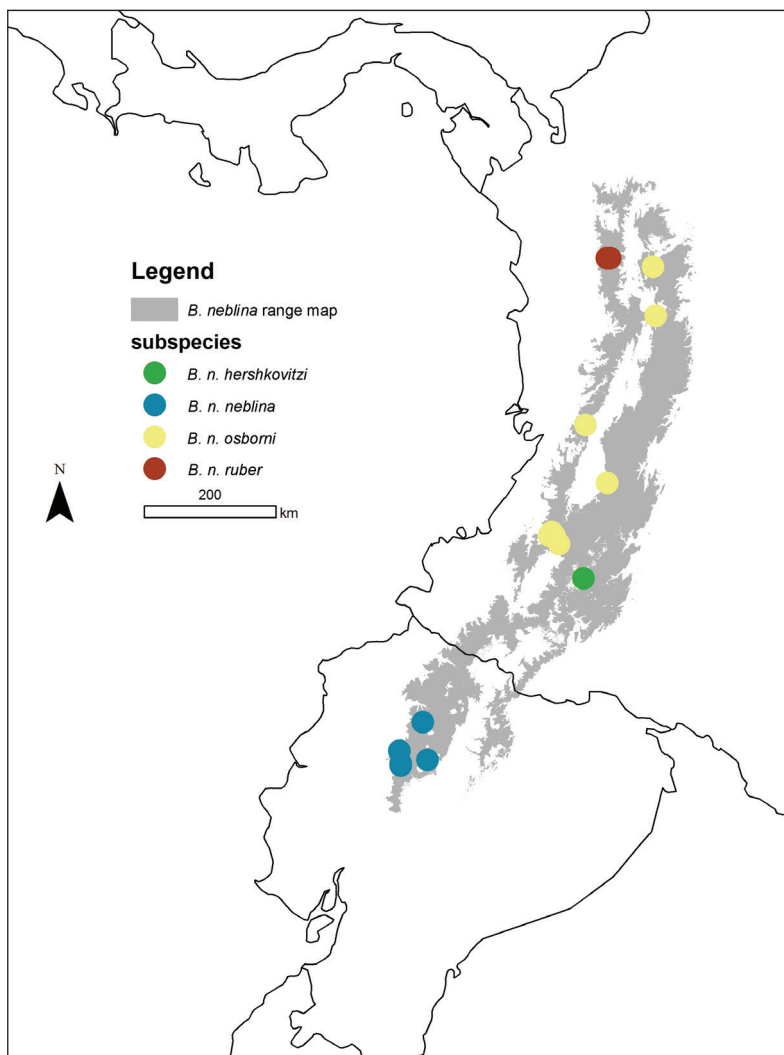 Legend
B. neblina range map
subspecies
B. n. hershkovitzi
B. n. neblina
B. n. osborni
B. n. ruber
N
200
km